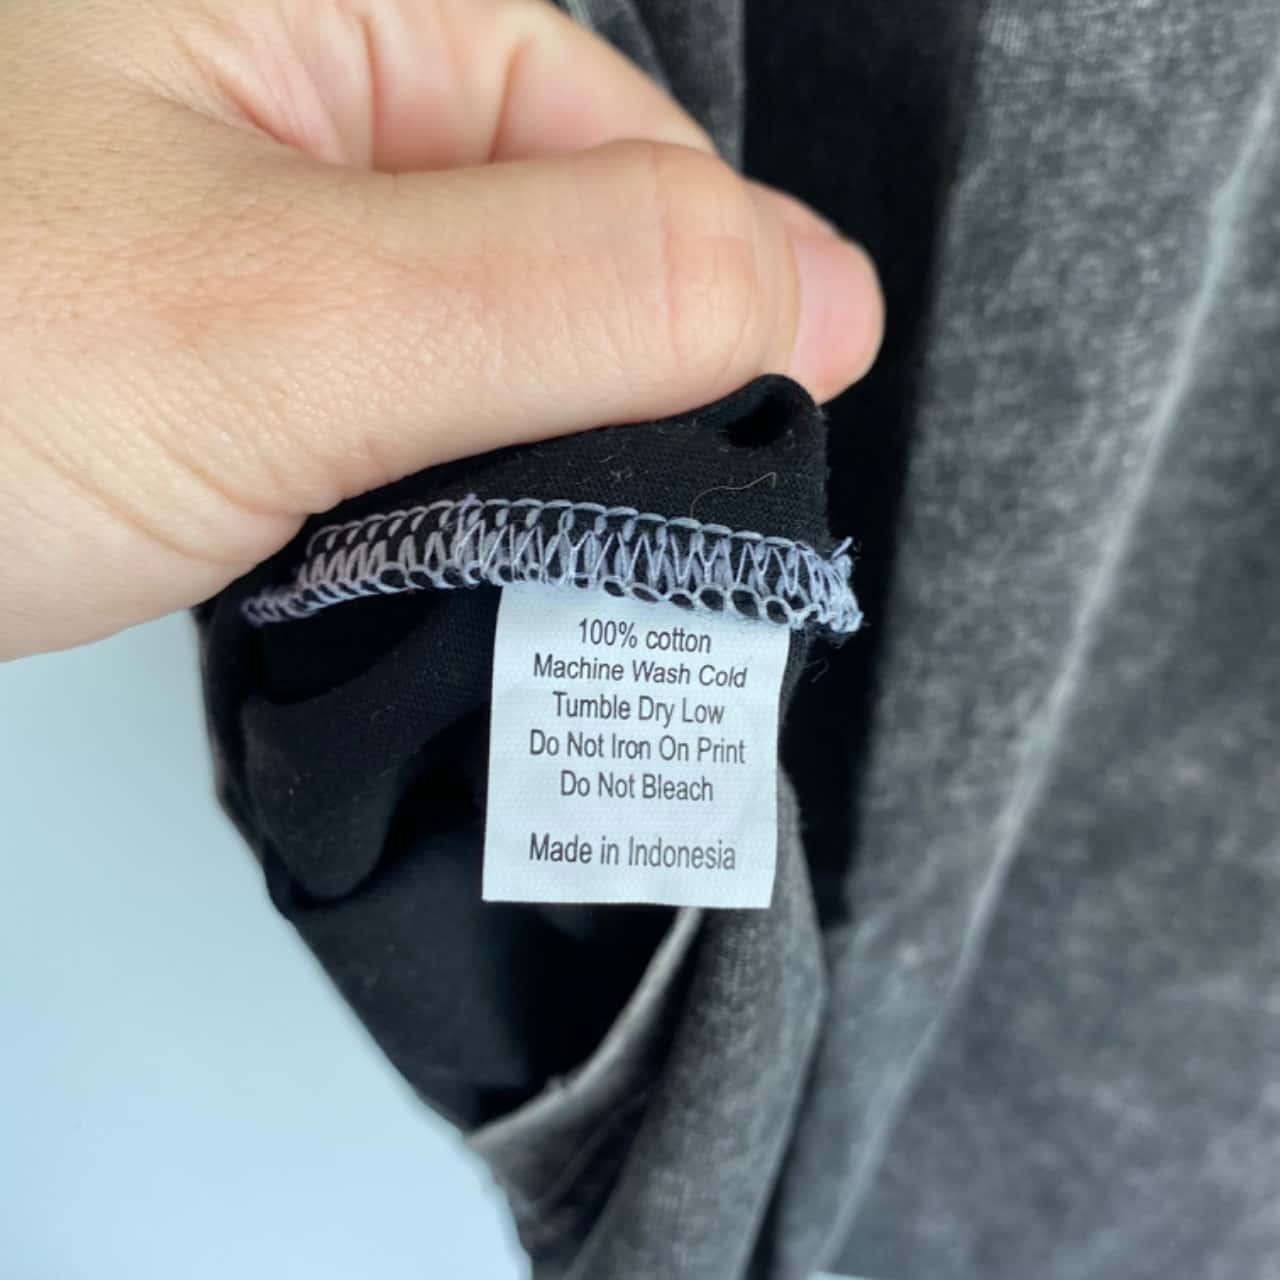 100% cotton
Machine Wash Cold
Tumble Dry Low
Do Not Iron On Print
Do Not Bleach
Made in Indonesia